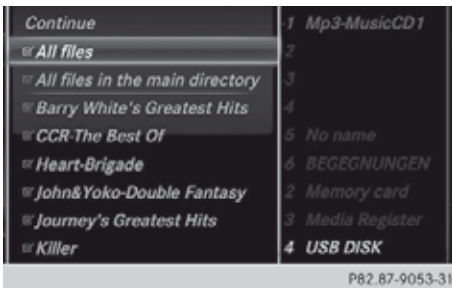 Continue
All files
All files in the main directory
Barry White's Greatest Hits
CCR-The Best Of
Heart-Brigade
John&Yoko-Double Fantasy
Journey's Greatest Hits
Killer
1 Mp3-MusicCD1
2
3
4
5 No name
6 BEGEGNUNGEN
2 Memory card
3 Media Register
4 USB DISK
P82.87-9053-31